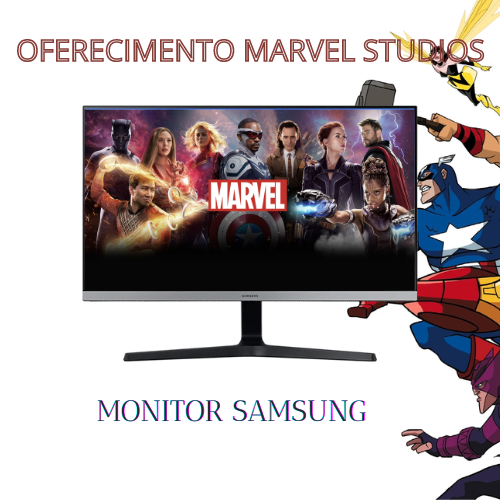 OFERECIMENTO MARVEL STUDIOS
MARVEL
SAMSUNG
MONITOR SAMSUNG